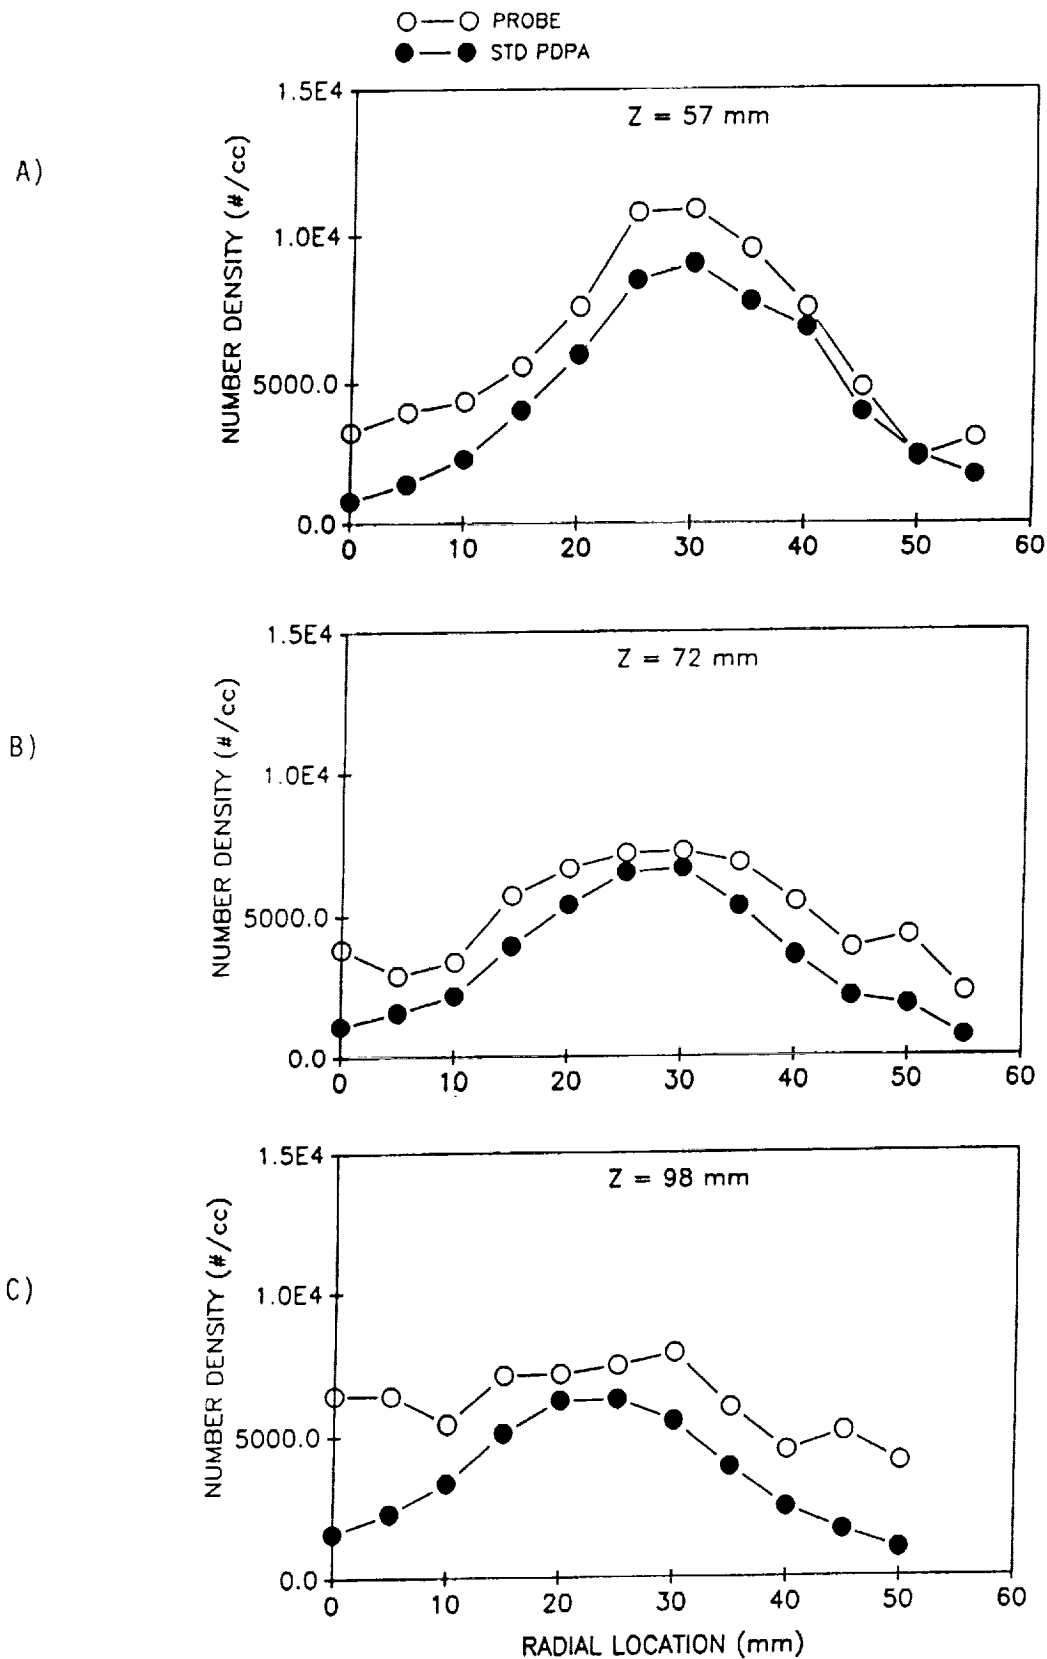 PROBE
STD PDPA
A)
Z = 57 mm
NUMBER DENSITY (#/cc)
1.5E4
1.0E4
5000.0
0.0
0 10 20 30 40 50 60
B)
Z = 72 mm
NUMBER DENSITY (#/cc)
1.5E4
1.0E4
5000.0
0.0
0 10 20 30 40 50 60
C)
Z = 98 mm
NUMBER DENSITY (#/cc)
1.5E4
1.0E4
5000.0
0.0
0 10 20 30 40 50 60
RADIAL LOCATION (mm)